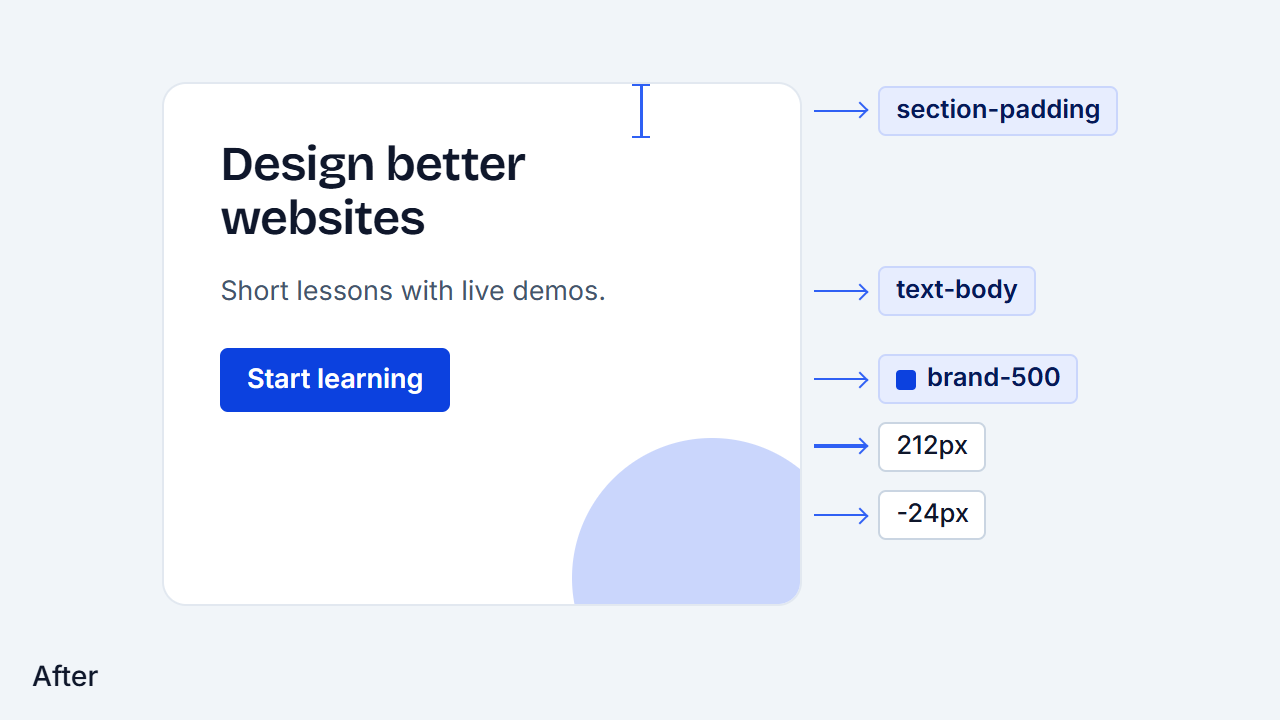 section-padding
Design better
websites
Short lessons with live demos.
text-body
Start learning
brand-500
212px
-24px
After